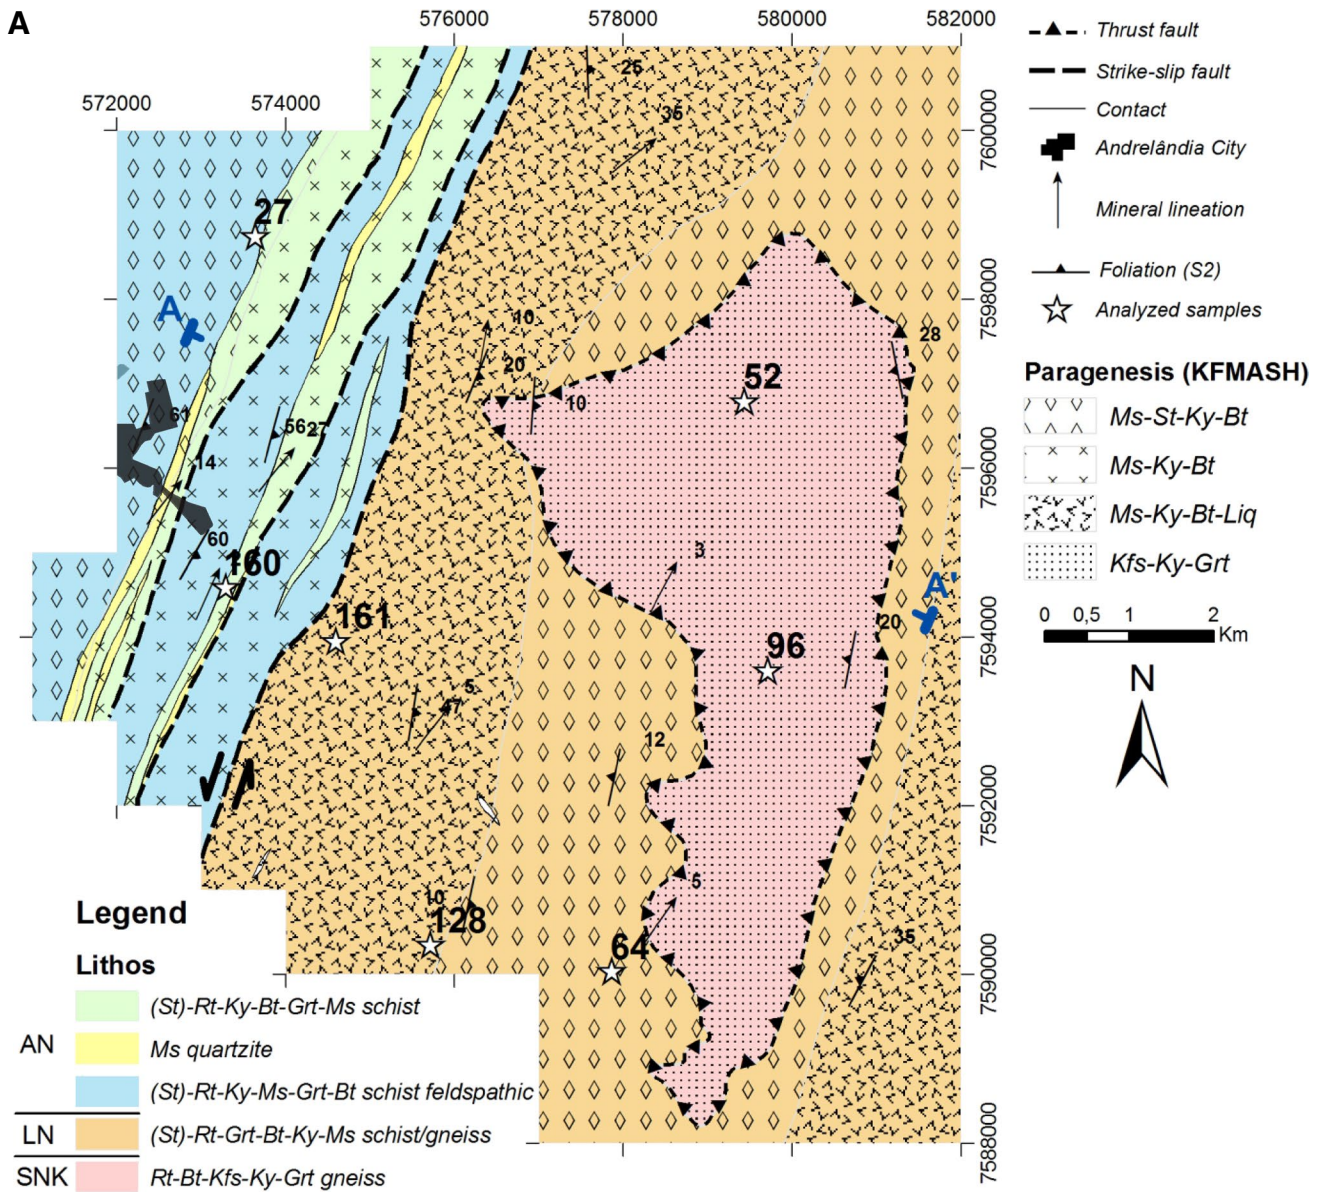 A
576000 578000 580000 582000
572000 574000
7600000
7598000
7596000
7594000
7592000
7590000
7588000
25
35
27
A
10
20
10
28
52
61
14
56 27
60
160
3
161
A'
20
96
5
47
12
5
10
128
64
35
Thrust fault
Strike-slip fault
Contact
Andrelândia City
Mineral lineation
Foliation (S2)
Analyzed samples
Paragenesis (KFMASH)
Ms-St-Ky-Bt
Ms-Ky-Bt
Ms-Ky-Bt-Liq
Kfs-Ky-Grt
0 0,5 1 2
Km
N
Legend
Lithos
AN
(St)-Rt-Ky-Bt-Grt-Ms schist
Ms quartzite
(St)-Rt-Ky-Ms-Grt-Bt schist feldspathic
LN (St)-Rt-Grt-Bt-Ky-Ms schist/gneiss
SNK Rt-Bt-Kfs-Ky-Grt gneiss